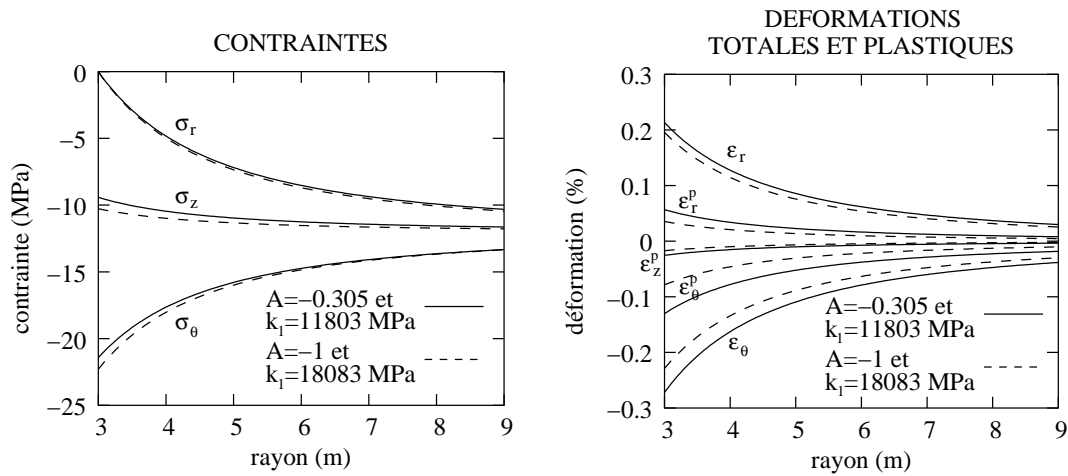 CONTRAINTES
0
−5
−10
−15
−20
−25
contrainte (MPa)
σr
σz
σθ
A=−0.305 et
k1=11803 MPa
A=−1 et
k1=18083 MPa
3 4 5 6 7 8 9
rayon (m)
DEFORMATIONS
TOTALES ET PLASTIQUES
0.3
0.2
0.1
0
−0.1
−0.2
−0.3
déformation (%)
εr
εrp
εzp
εθp
εθ
A=−0.305 et
k1=11803 MPa
A=−1 et
k1=18083 MPa
3 4 5 6 7 8 9
rayon (m)